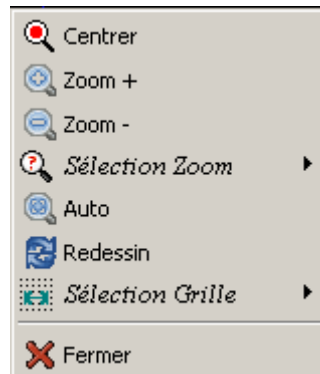 Centrer
Zoom +
Zoom -
Sélection Zoom
Auto
Redessin
Sélection Grille
Fermer